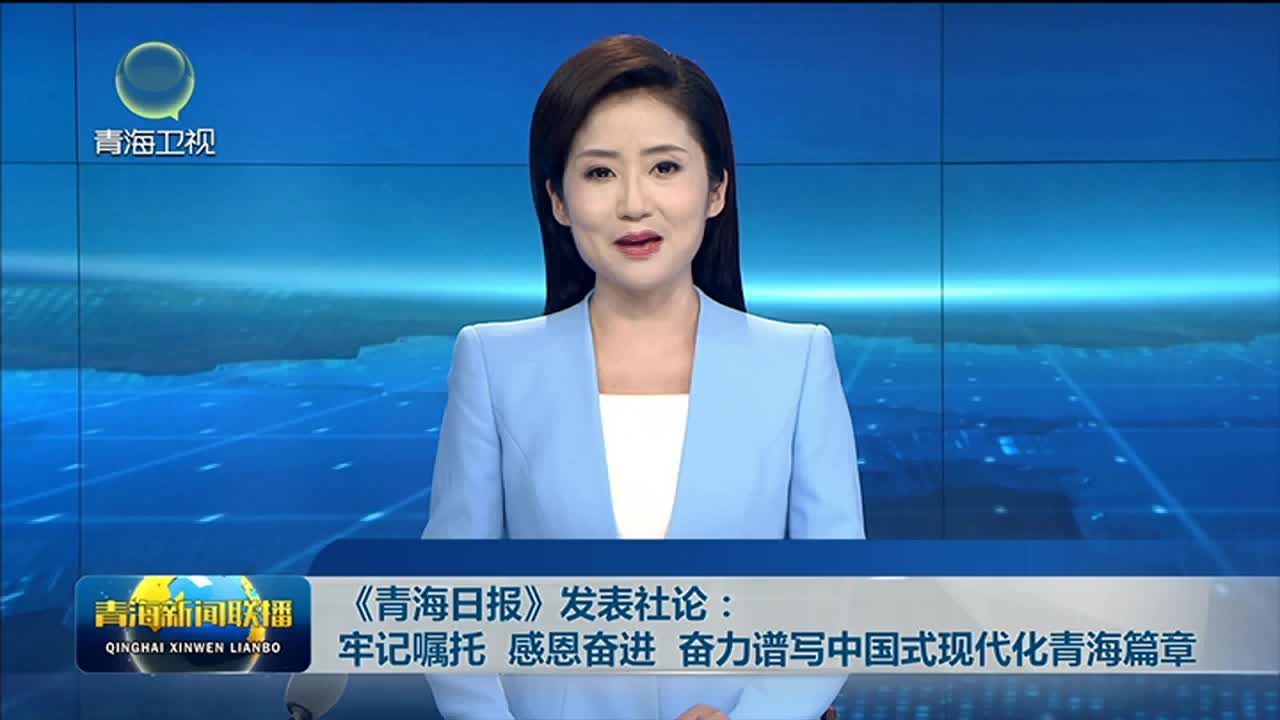 青海卫视
《青海日报》发表社论：
牢记嘱托 感恩奋进 奋力谱写中国式现代化青海篇章
青海新闻联播
QINGHAI XINWEN LIANBO